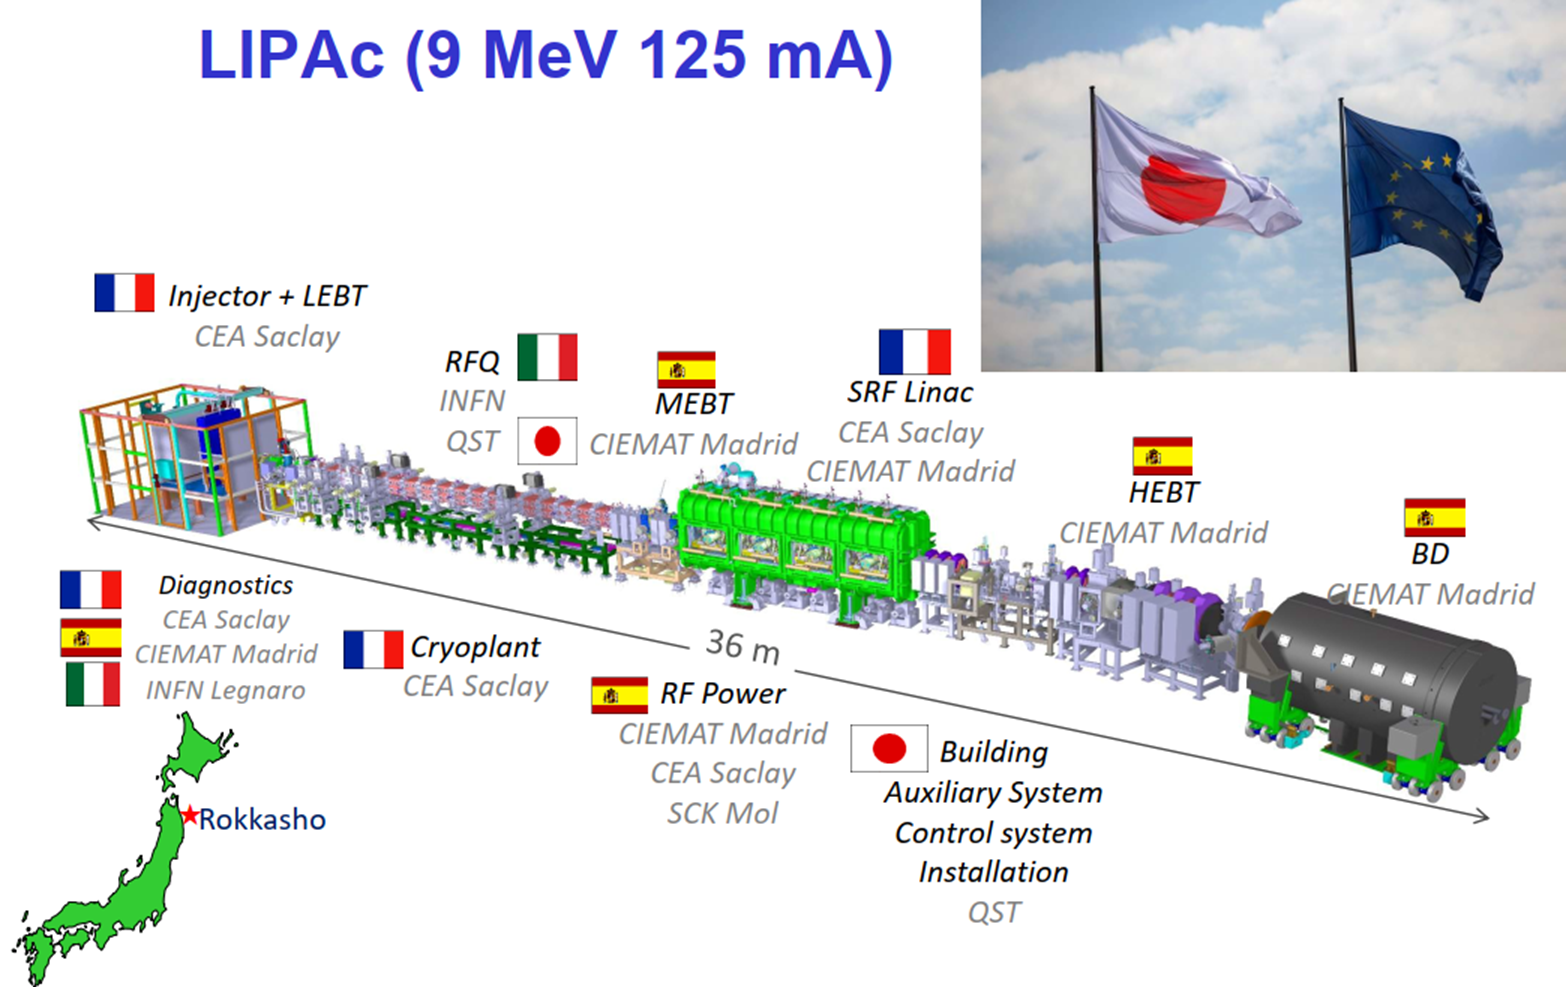 LIPAc (9 MeV 125 mA)
Injector + LEBT
CEA Saclay
RFQ
INFN
QST
MEBT
CIEMAT Madrid
SRF Linac
CEA Saclay
CIEMAT Madrid
HEBT
CIEMAT Madrid
BD
CIEMAT Madrid
Diagnostics
CEA Saclay
CIEMAT Madrid
INFN Legnaro
Cryoplant
CEA Saclay
36 m
RF Power
CIEMAT Madrid
CEA Saclay
SCK Mol
Building
Auxiliary System
Control system
Installation
QST
Rokkasho